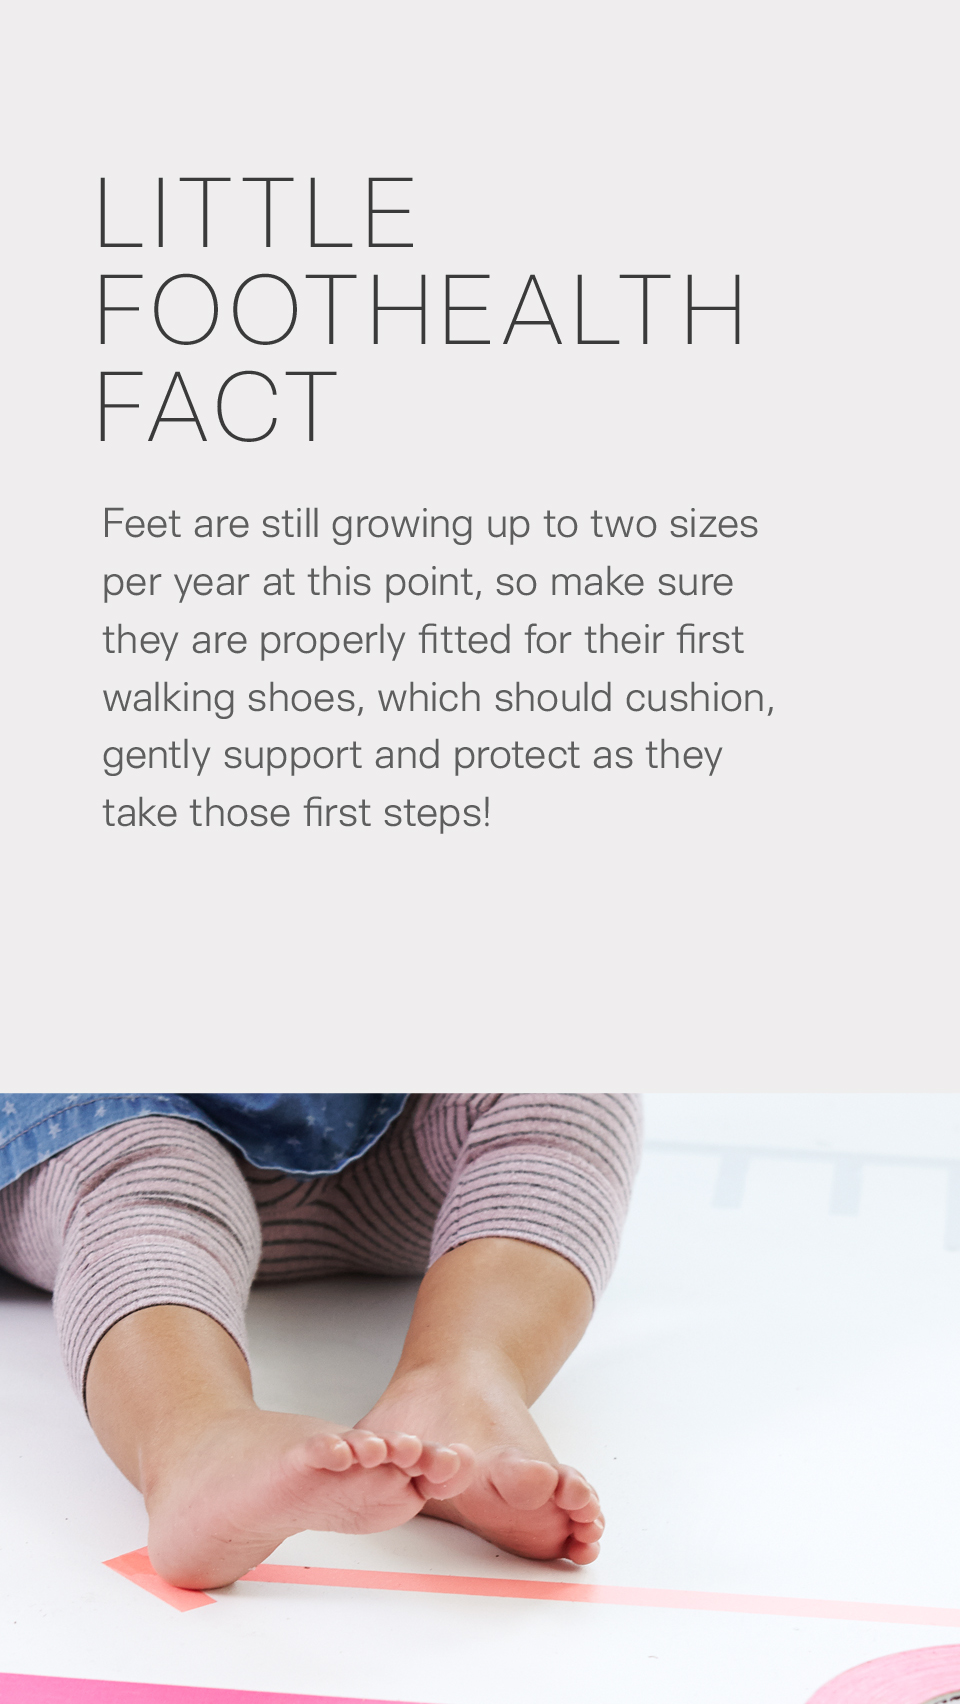 LITTLE
FOOTHEALTH
FACT
Feet are still growing up to two sizes
per year at this point, so make sure
they are properly fitted for their first
walking shoes, which should cushion,
gently support and protect as they
take those first steps!